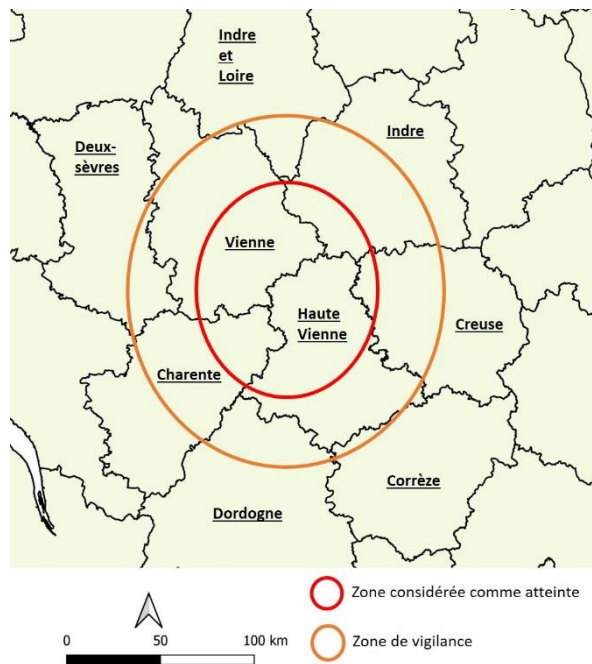 Indre
et
Loire
Indre
Deux-
sèvres
Vienne
Haute
Vienne
Creuse
Charente
Corrèze
Dordogne
Zone considérée comme atteinte
Zone de vigilance
0 50 100 km